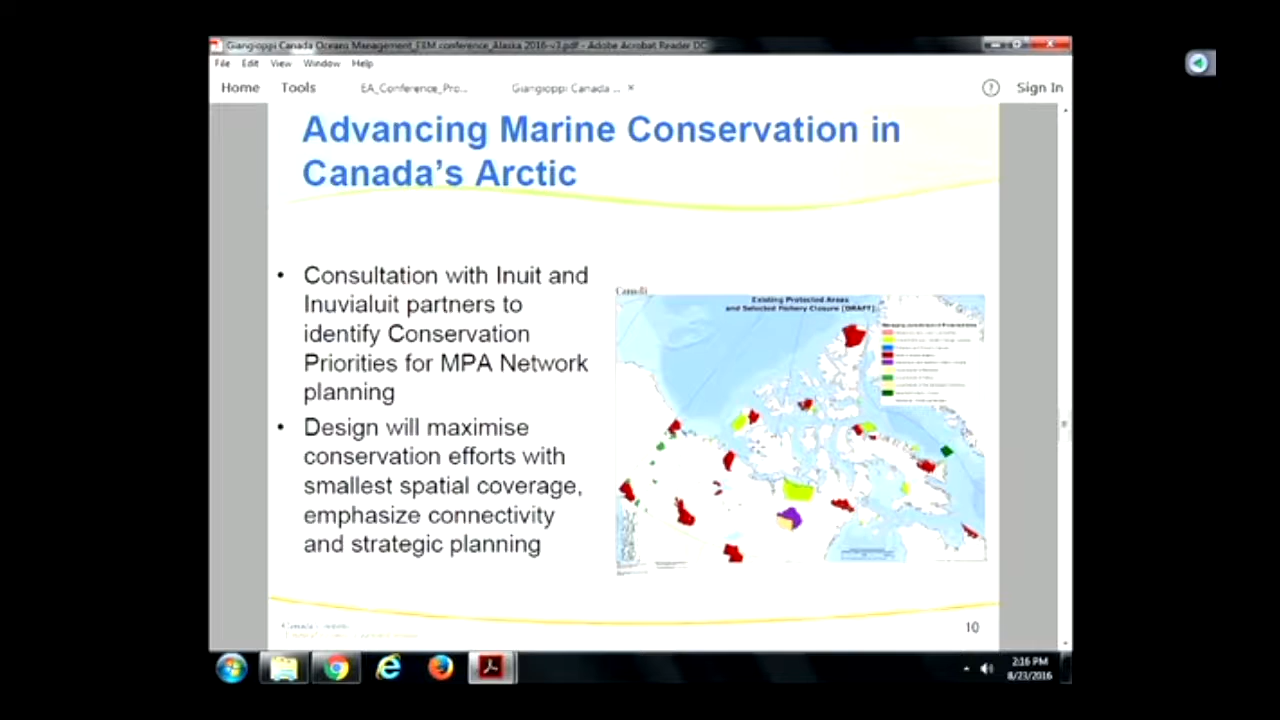 Giangioppi Canada Oceans Management_EBM conference_Alaska 2016-v3.pdf - Adobe Acrobat Reader DC
File Edit View Window Help
Home Tools EA_Conference_Pro... Giangioppi Canada ... × ? Sign In
Advancing Marine Conservation in
Canada's Arctic
• Consultation with Inuit and
Inuvialuit partners to
identify Conservation
Priorities for MPA Network
planning
• Design will maximise
conservation efforts with
smallest spatial coverage,
emphasize connectivity
and strategic planning
Canada
Existing Protected Areas
and Selected Fishery Closure [DRAFT]
10
2:16 PM
8/23/2016